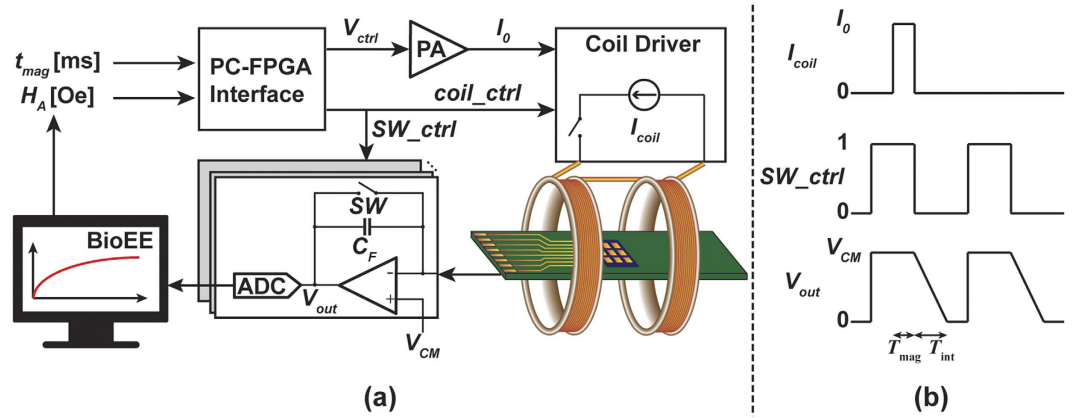 t_mag [ms]
H_A [Oe]
PC-FPGA
Interface
V_ctrl
PA
I_0
coil_ctrl
SW_ctrl
Coil Driver
I_coil
BioEE
ADC
V_out
SW
C_F
-
+
V_CM
(a)
I_0
I_coil
0
1
SW_ctrl
0
V_CM
V_out
0
T_mag
T_int
(b)